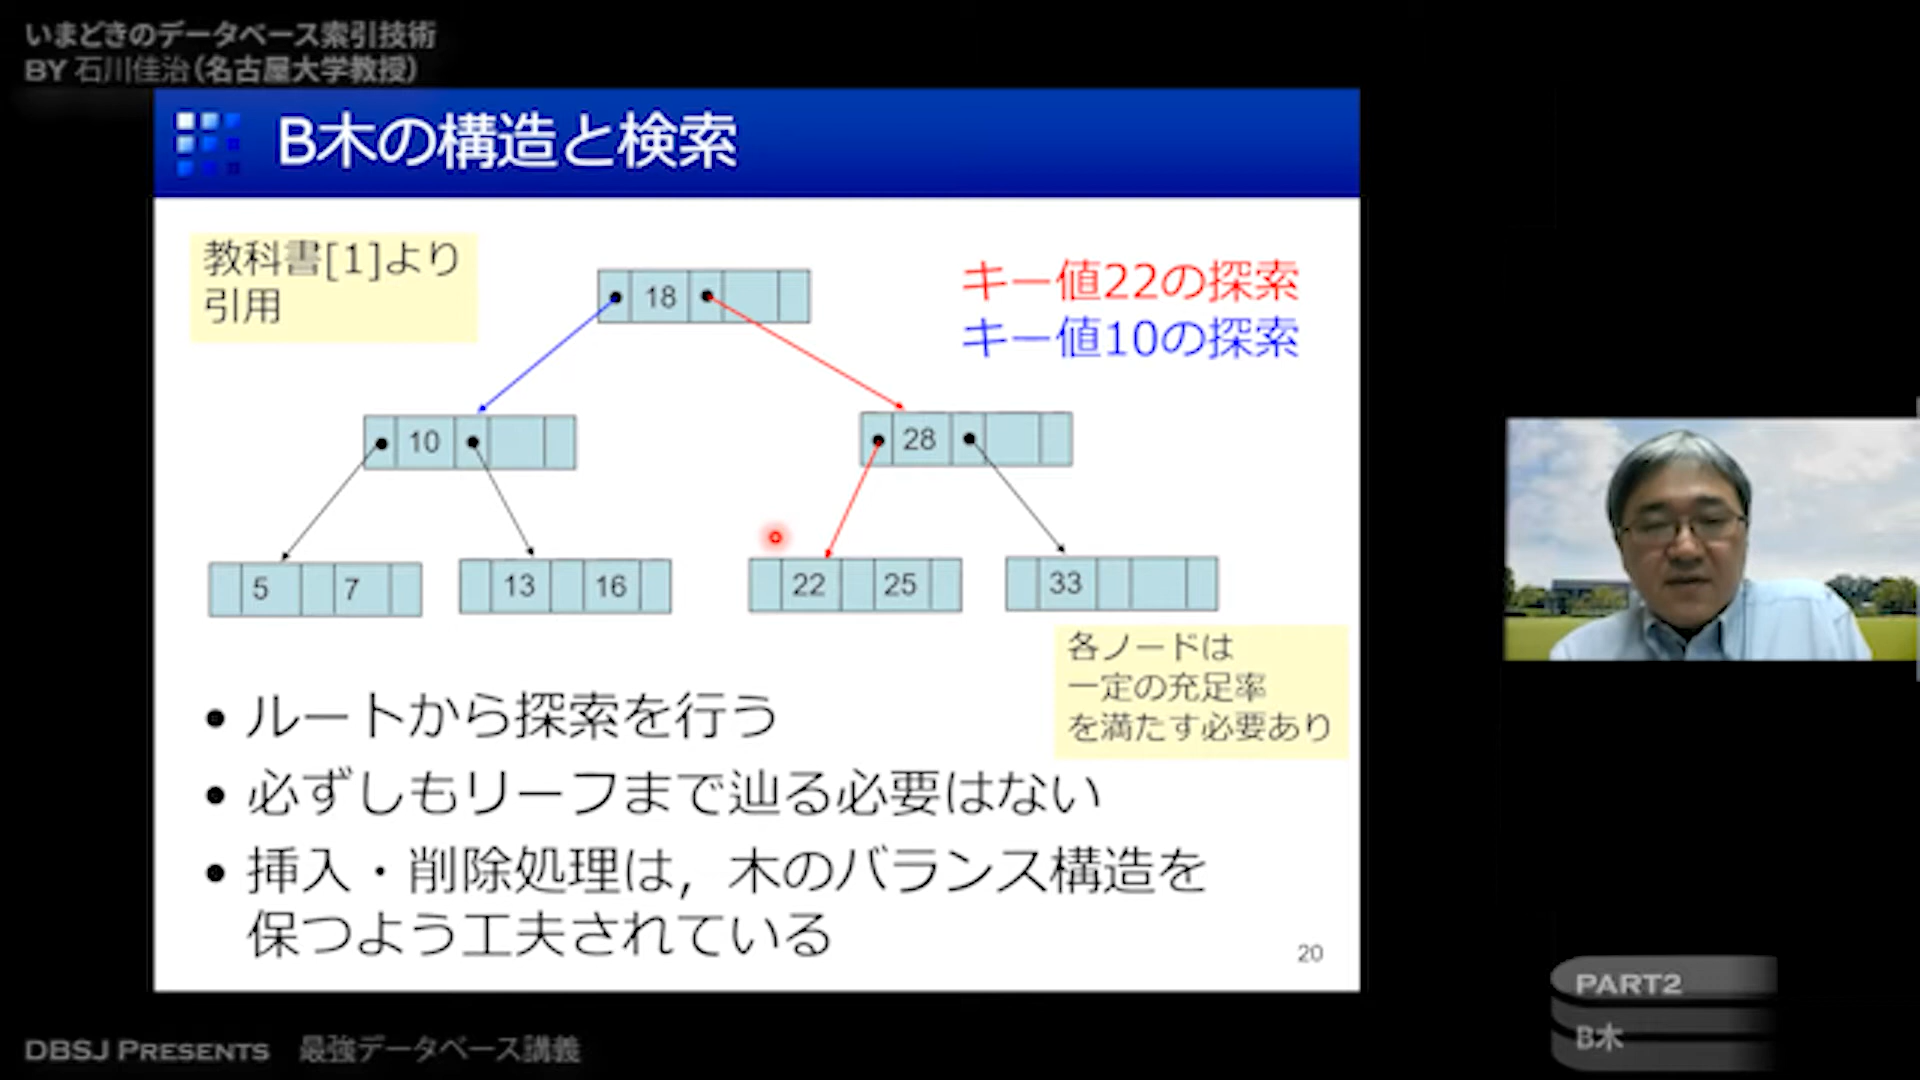 いまどきのデータベース索引技術
BY 石川佳治(名古屋大学教授)
B木の構造と検索
教科書[1]より
引用
キー値22の探索
キー値10の探索
18
10
28
5 7
13 16
22 25
33
各ノードは
一定の充足率
を満たす必要あり
• ルートから探索を行う
• 必ずしもリーフまで辿る必要はない
• 挿入・削除処理は，木のバランス構造を
保つよう工夫されている
20
PART2
B木
DBSJ PRESENTS 最強データベース講義